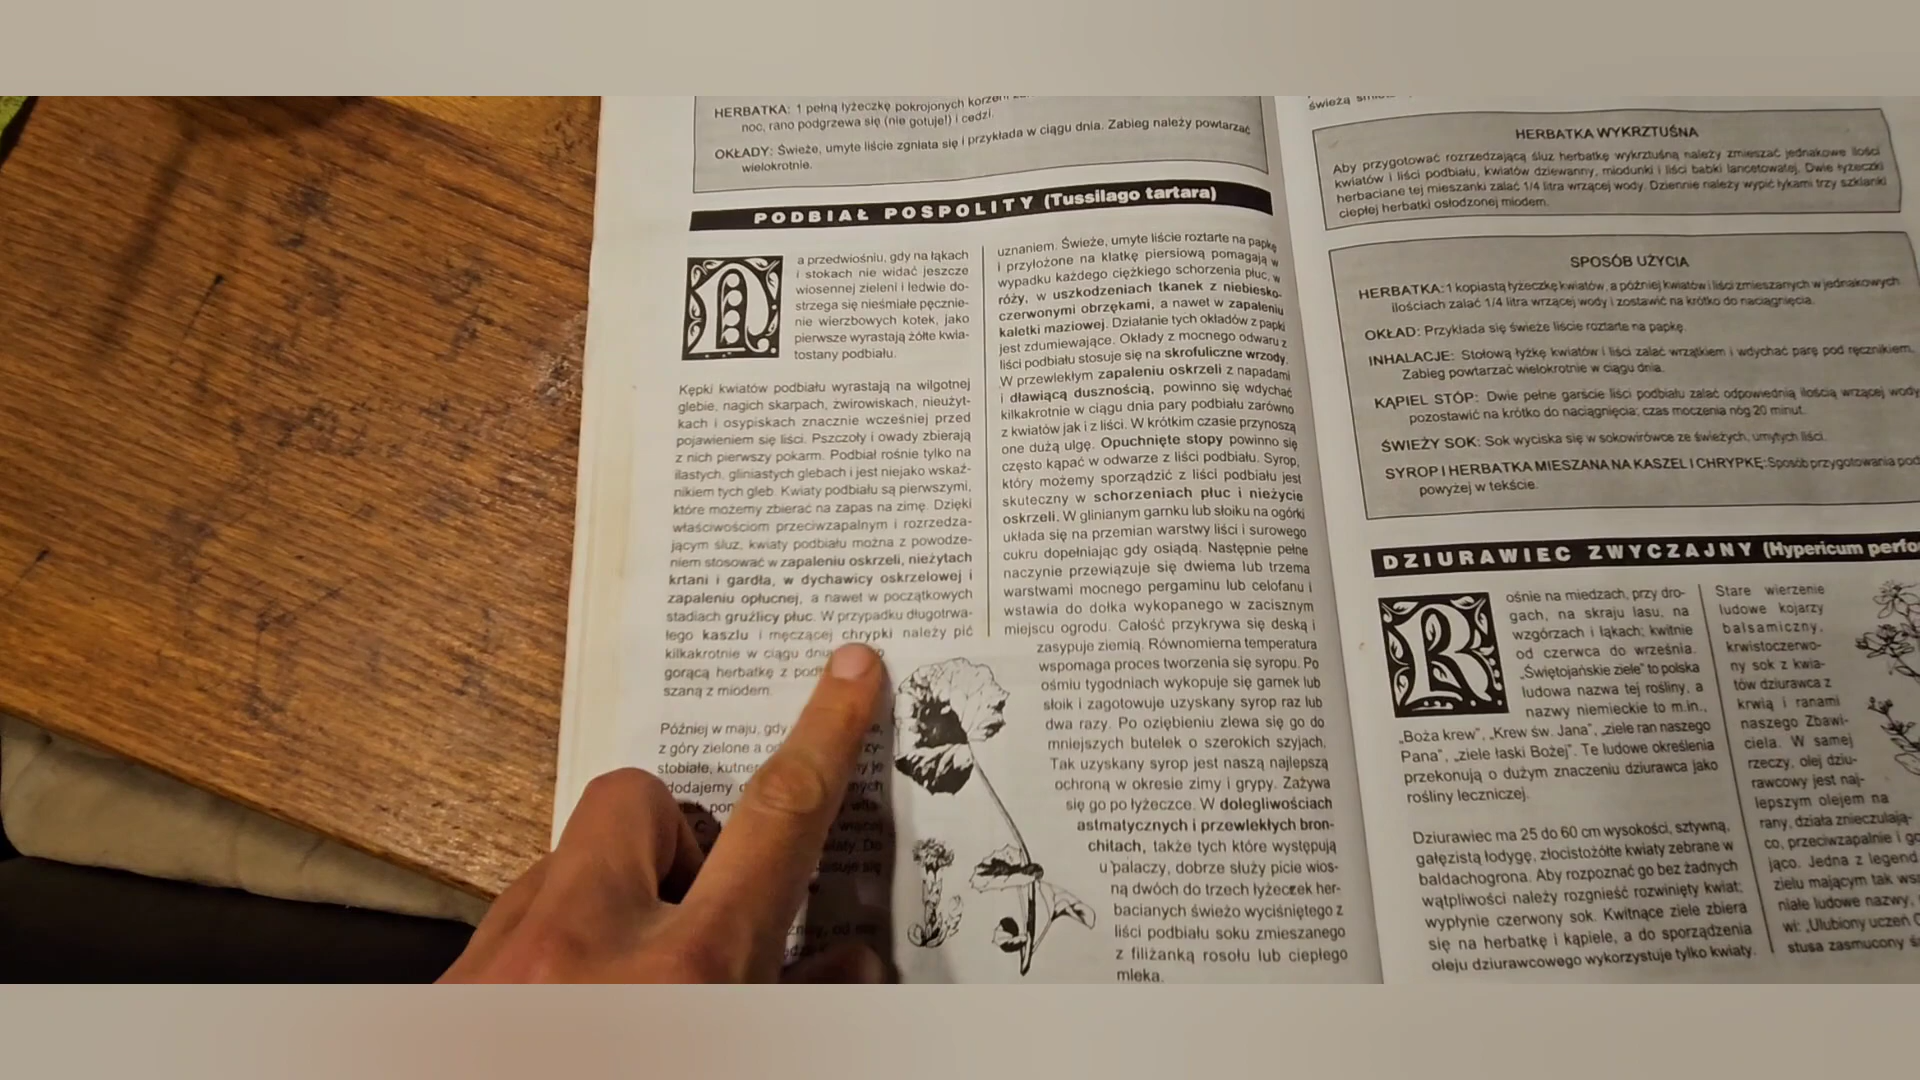 HERBATKA: 1 pełną łyżeczkę pokrojonych
noc, rano podgrzewa się (nie gotuje!) i cedzi.
OKŁADY: Świeże, umyte liście zgniata się i przykłada w ciągu dnia. Zabieg należy powtarzać
wielokrotnie.
PODBIAŁ POSPOLITY (Tussilago tartara)
Na przedwiośniu, gdy na łąkach
i stokach nie widać jeszcze
wiosennej zieleni i ledwie do-
strzega się nieśmiałe pęcznie-
nie wierzbowych kotek, jako
pierwsze wyrastają żółte kwia-
tostany podbiału.
Kępki kwiatów podbiału wyrastają na wilgotnej
glebie, nagich skarpach, żwirowiskach, nieużyt-
kach i osypiskach znacznie wcześniej przed
pojawieniem się liści. Pszczoły i owady zbierają
z nich pierwszy pokarm. Podbiał rośnie tylko na
ilastych, gliniastych glebach i jest niejako wskaź-
nikiem tych gleb. Kwiaty podbiału są pierwszymi,
które możemy zbierać na zapas na zimę. Dzięki
właściwościom przeciwzapalnym i rozrzedza-
jącym śluz, kwiaty podbiału można z powodze-
niem stosować w zapaleniu oskrzeli, nieżytach
krtani i gardła, w dychawicy oskrzelowej i
zapaleniu opłucnej, a nawet w początkowych
stadiach gruźlicy płuc. W przypadku długotrwa-
łego kaszlu i męczącej chrypki należy pić
kilkakrotnie w ciągu dnia
gorącą herbatkę z
szaną z miodem.
Później w maju, gdy
z góry zielone a
stobiałe,
dodajemy
uznaniem. Świeże, umyte liście roztarte na papkę
i przyłożone na klatkę piersiową pomagają w
wypadku każdego ciężkiego schorzenia płuc, w
róży, w uszkodzeniach tkanek z niebiesko-
czerwonymi obrzękami, a nawet w zapaleniu
kaletki maziowej. Działanie tych okładów z papki
jest zdumiewające. Okłady z mocnego odwaru z
liści podbiału stosuje się na skrofuliczne wrzody.
W przewlekłym zapaleniu oskrzeli z napadami
i dławiącą dusznością, powinno się wdychać
kilkakrotnie w ciągu dnia pary podbiału zarówno
z kwiatów jak i z liści. W krótkim czasie przynoszą
one dużą ulgę. Opuchnięte stopy powinno się
często kąpać w odwarze z liści podbiału. Syrop,
który możemy sporządzić z liści podbiału jest
skuteczny w schorzeniach płuc i nieżycie
oskrzeli. W glinianym garnku lub słoiku na ogórki
układa się na przemian warstwy liści i surowego
cukru dopełniając gdy osiądą. Następnie pełne
naczynie przewiązuje się dwiema lub trzema
warstwami mocnego pergaminu lub celofanu i
wstawia do dołka wykopanego w zacisznym
miejscu ogrodu. Całość przykrywa się deską i
zasypuje ziemią. Równomierna temperatura
wspomaga proces tworzenia się syropu. Po
ośmiu tygodniach wykopuje się garnek lub
słoik i zagotowuje uzyskany syrop raz lub
dwa razy. Po oziębieniu zlewa się go do
mniejszych butelek o szerokich szyjach.
Tak uzyskany syrop jest naszą najlepszą
ochroną w okresie zimy i grypy. Zażywa
się go po łyżeczce. W dolegliwościach
astmatycznych i przewlekłych bron-
chitach, także tych które występują
u palaczy, dobrze służy picie wios-
ną dwóch do trzech łyżeczek her-
bacianych świeżo wyciśniętego z
liści podbiału soku zmieszanego
z filiżanką rosołu lub ciepłego
mleka.
świeżą
HERBATKA WYKRZTUŚNA
Aby przygotować rozrzedzającą śluz herbatkę wykrztuśną należy zmieszać jednakowe ilości
kwiatów i liści podbiału, kwiatów dziewanny, miodunki i liści babki lancetowatej. Dwie łyżeczki
herbaciane tej mieszanki zalać 1/4 litra wrzącej wody. Dziennie należy wypić łykami trzy szklanki
ciepłej herbatki osłodzonej miodem.
SPOSÓB UŻYCIA
HERBATKA: 1 kopiastą łyżeczkę kwiatów, a później kwiatów i liści zmieszanych w jednakowych
ilościach zalać 1/4 litra wrzącej wody i zostawić na krótko do naciągnięcia.
OKŁAD: Przykłada się świeże liście roztarte na papkę.
INHALACJE: Stołową łyżkę kwiatów i liści zalać wrzątkiem i wdychać parę pod ręcznikiem.
Zabieg powtarzać wielokrotnie w ciągu dnia.
KĄPIEL STÓP: Dwie pełne garście liści podbiału zalać odpowiednią ilością wrzącej wody
pozostawić na krótko do naciągnięcia; czas moczenia nóg 20 minut.
ŚWIEŻY SOK: Sok wyciska się w sokowirówce ze świeżych, umytych liści.
SYROP I HERBATKA MIESZANA NA KASZEL I CHRYPKĘ: Sposób przygotowania pod
powyżej w tekście.
DZIURAWIEC ZWYCZAJNY (Hypericum perfo
Rośnie na miedzach, przy dro-
gach, na skraju lasu, na
wzgórzach i łąkach; kwitnie
od czerwca do września.
„Świętojańskie ziele" to polska
ludowa nazwa tej rośliny, a
nazwy niemieckie to m.in.,
„Boża krew", „Krew św. Jana", „ziele ran naszego
Pana", „ziele łaski Bożej". Te ludowe określenia
przekonują o dużym znaczeniu dziurawca jako
rośliny leczniczej.
Dziurawiec ma 25 do 60 cm wysokości, sztywną,
gałęzistą łodygę, złocistożółte kwiaty zebrane w
baldachogrona. Aby rozpoznać go bez żadnych
wątpliwości należy rozgnieść rozwinięty kwiat;
wypłynie czerwony sok. Kwitnące ziele zbiera
się na herbatkę i kąpiele, a do sporządzenia
oleju dziurawcowego wykorzystuje tylko kwiaty.
Stare wierzenie
ludowe kojarzy
balsamiczny,
krwistoczerwo-
ny sok z kwia-
tów dziurawca z
krwią i ranami
naszego Zbawi-
ciela. W samej
rzeczy, olej dziu-
rawcowy jest naj-
lepszym olejem na
rany, działa znieczulają-
co, przeciwzapalnie i go
jąco. Jedna z legend
zielu mającym tak ws
niałe ludowe nazwy,
wi: „Ulubiony uczeń C
stusa zasmucony